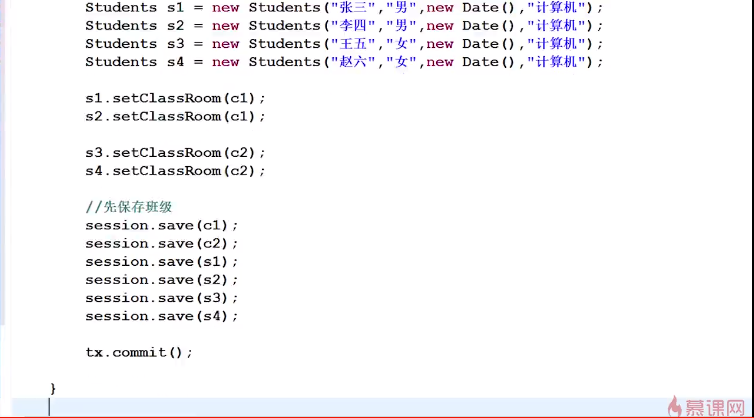 Students s1 = new Students("张三","男",new Date(),"计算机");
Students s2 = new Students("李四","男",new Date(),"计算机");
Students s3 = new Students("王五","女",new Date(),"计算机");
Students s4 = new Students("赵六","女",new Date(),"计算机");
s1.setClassRoom(c1);
s2.setClassRoom(c1);
s3.setClassRoom(c2);
s4.setClassRoom(c2);
//先保存班级
session.save(c1);
session.save(c2);
session.save(s1);
session.save(s2);
session.save(s3);
session.save(s4);
tx.commit();
}
慕课网